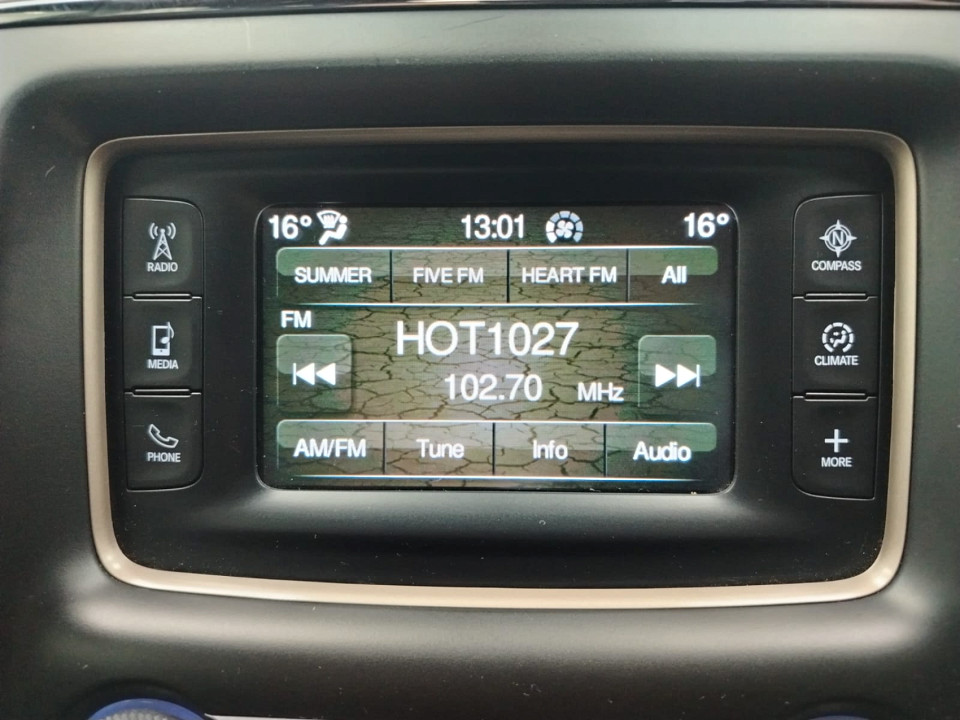 16° 13:01 16°
SUMMER FIVE FM HEART FM All
FM
HOT1027
102.70 MHz
AM/FM Tune Info Audio
RADIO
MEDIA
PHONE
N
COMPASS
CLIMATE
MORE